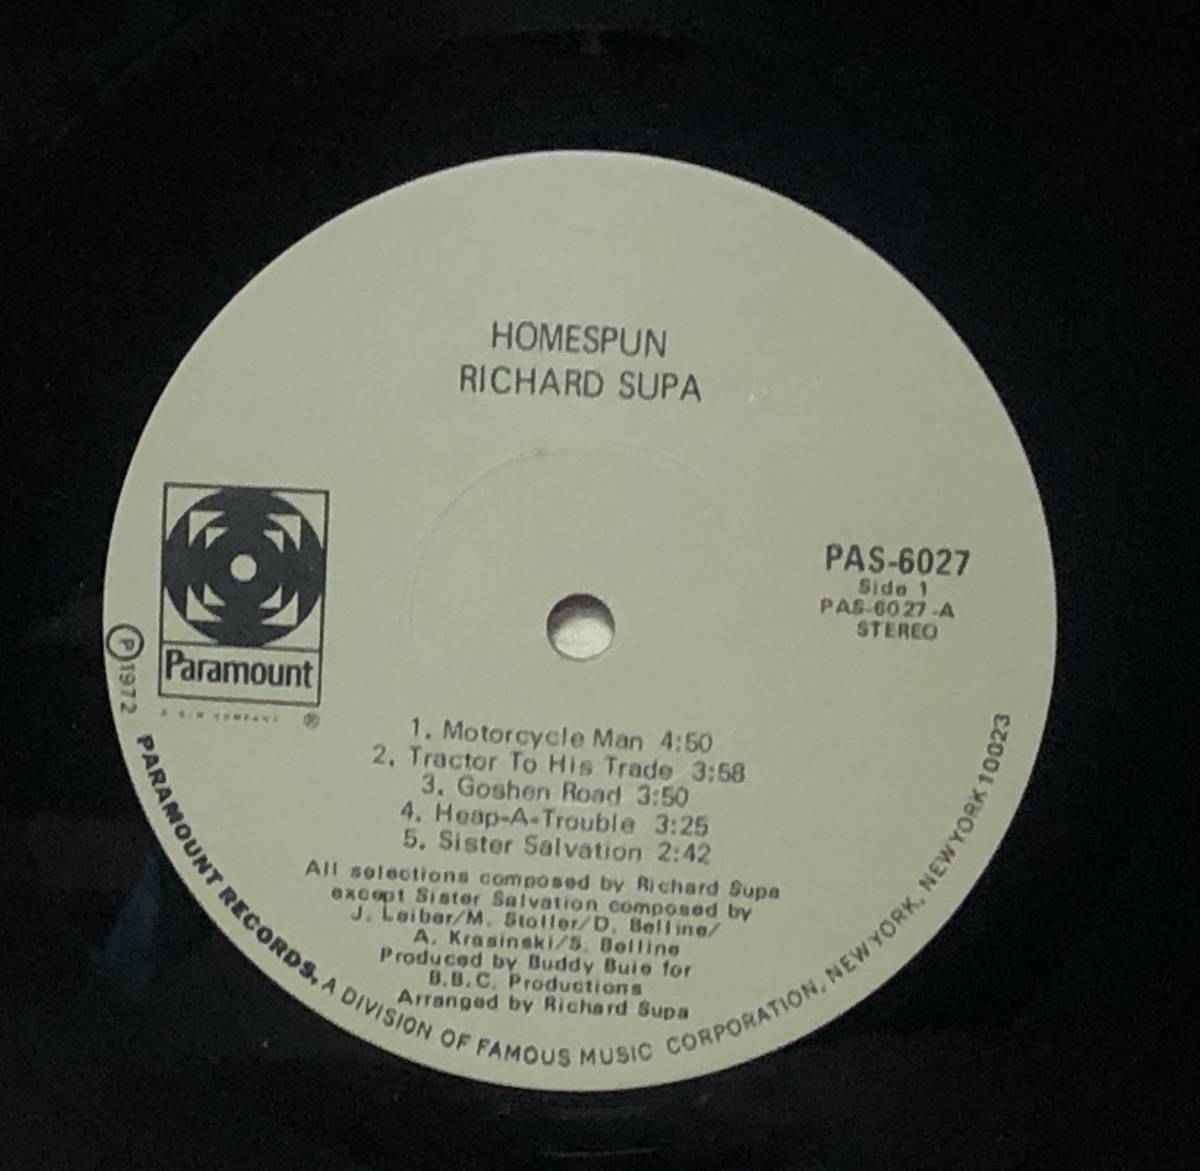 HOMESPUN
RICHARD SUPA
Paramount
A G+W COMPANY ®
Ⓟ 1972
PAS-6027
Side 1
PAS-6027-A
STEREO
1. Motorcycle Man 4:50
2. Tractor To His Trade 3:58
3. Goshen Road 3:50
4. Heap-A-Trouble 3:25
5. Sister Salvation 2:42
All selections composed by Richard Supa
except Sister Salvation composed by
J. Leiber/M. Stoller/D. Belline/
A. Krasinski/S. Belline
Produced by Buddy Buie for
B.B.C. Productions
Arranged by Richard Supa
PARAMOUNT RECORDS, A DIVISION OF FAMOUS MUSIC CORPORATION, NEW YORK, NEW YORK 10023